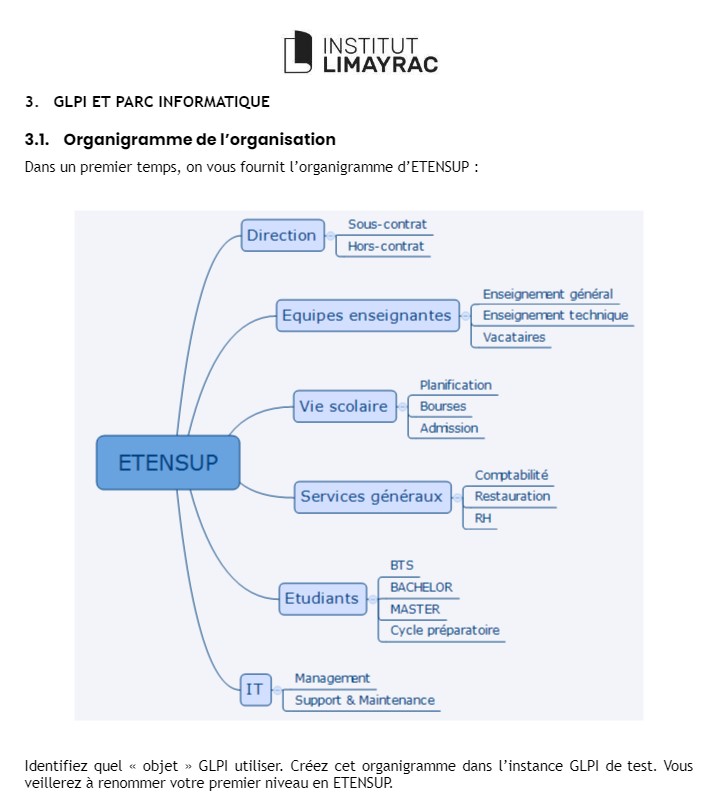 INSTITUT
LIMAYRAC
3. GLPI ET PARC INFORMATIQUE
3.1. Organigramme de l'organisation
Dans un premier temps, on vous fournit l'organigramme d'ETENSUP :
Direction
Sous-contrat
Hors-contrat
Equipes enseignantes
Enseignement général
Enseignement technique
Vacataires
Vie scolaire
Planification
Bourses
Admission
ETENSUP
Services généraux
Comptabilité
Restauration
RH
Etudiants
BTS
BACHELOR
MASTER
Cycle préparatoire
IT
Management
Support & Maintenance
Identifiez quel « objet » GLPI utiliser. Créez cet organigramme dans l'instance GLPI de test. Vous
veillerez à renommer votre premier niveau en ETENSUP.